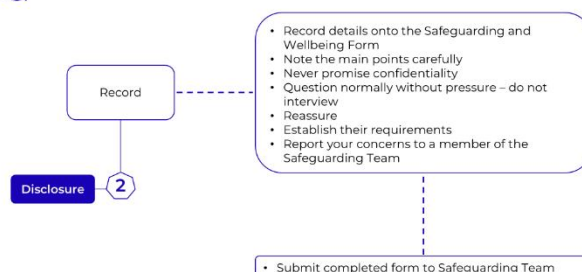 • Record details onto the Safeguarding and
Wellbeing Form
• Note the main points carefully
• Never promise confidentiality
• Question normally without pressure – do not
interview
• Reassure
• Establish their requirements
• Report your concerns to a member of the
Safeguarding Team
Record
Disclosure
2
• Submit completed form to Safeguarding Team